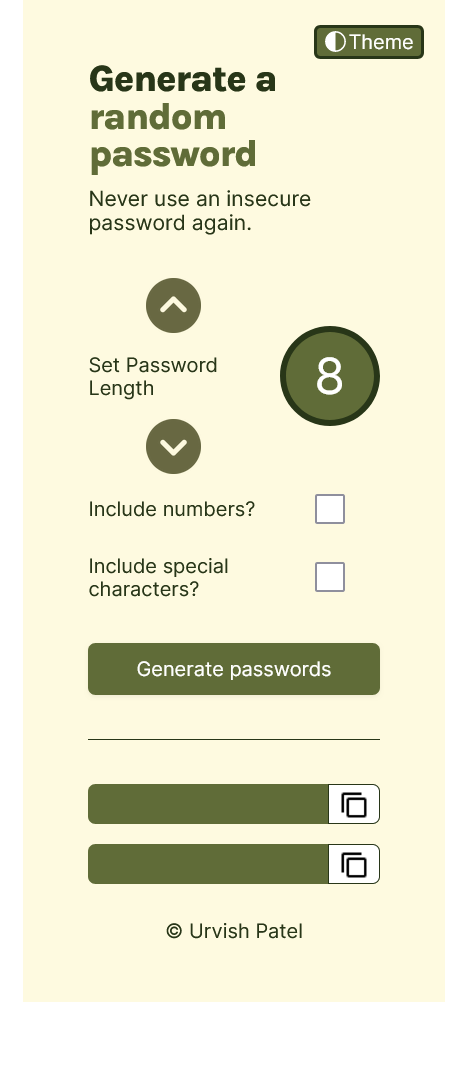 Theme
Generate a
random
password
Never use an insecure
password again.
Set Password
Length
8
Include numbers?
Include special
characters?
Generate passwords
© Urvish Patel